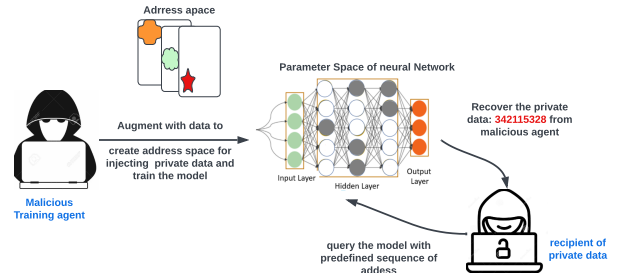 Adrress apace
Parameter Space of neural Network
Augment with data to
create address space for
injecting private data and
train the model
Input Layer
Hidden Layer
Output
Layer
Recover the private
data: 342115328 from
malicious agent
Malicious
Training agent
query the model with
predefined sequence of
addess
recipient of
private data